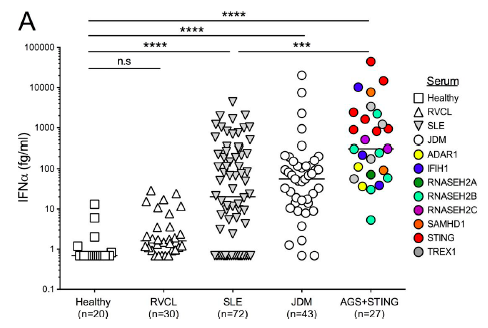 A
****
****
****
***
n.s
100000
10000
1000
100
10
1
0.1
IFNα (fg/ml)
Healthy
(n=20)
RVCL
(n=30)
SLE
(n=72)
JDM
(n=43)
AGS+STING
(n=27)
Serum
Healthy
RVCL
SLE
JDM
ADAR1
IFIH1
RNASEH2A
RNASEH2B
RNASEH2C
SAMHD1
STING
TREX1